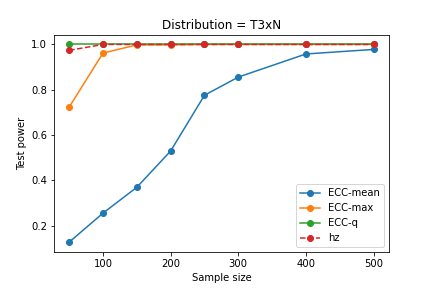 Distribution = T3xN
1.0
0.8
0.6
0.4
0.2
Test power
100
200
300
400
500
Sample size
ECC-mean
ECC-max
ECC-q
hz